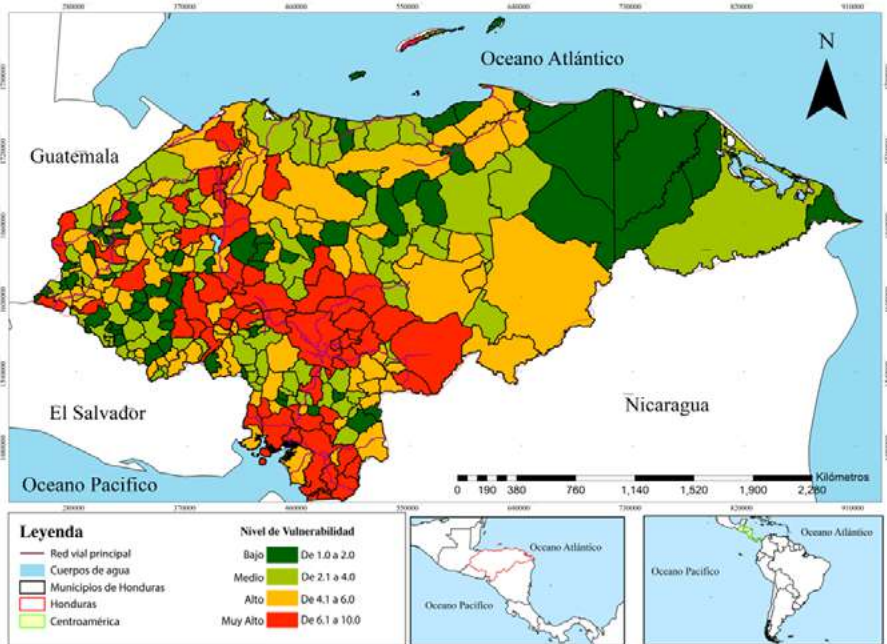 Oceano Atlántico
N
Guatemala
El Salvador
Nicaragua
Oceano Pacifico
Kilómetros
0 190 380 760 1,140 1,520 1,900 2,280
Leyenda
Red vial principal
Cuerpos de agua
Municipios de Honduras
Honduras
Centroamérica
Nivel de Vulnerabilidad
Bajo De 1.0 a 2.0
Medio De 2.1 a 4.0
Alto De 4.1 a 6.0
Muy Alto De 6.1 a 10.0
Oceano Atlántico
Oceano Pacífico
Oceano Atlántico
Oceano Pacífico